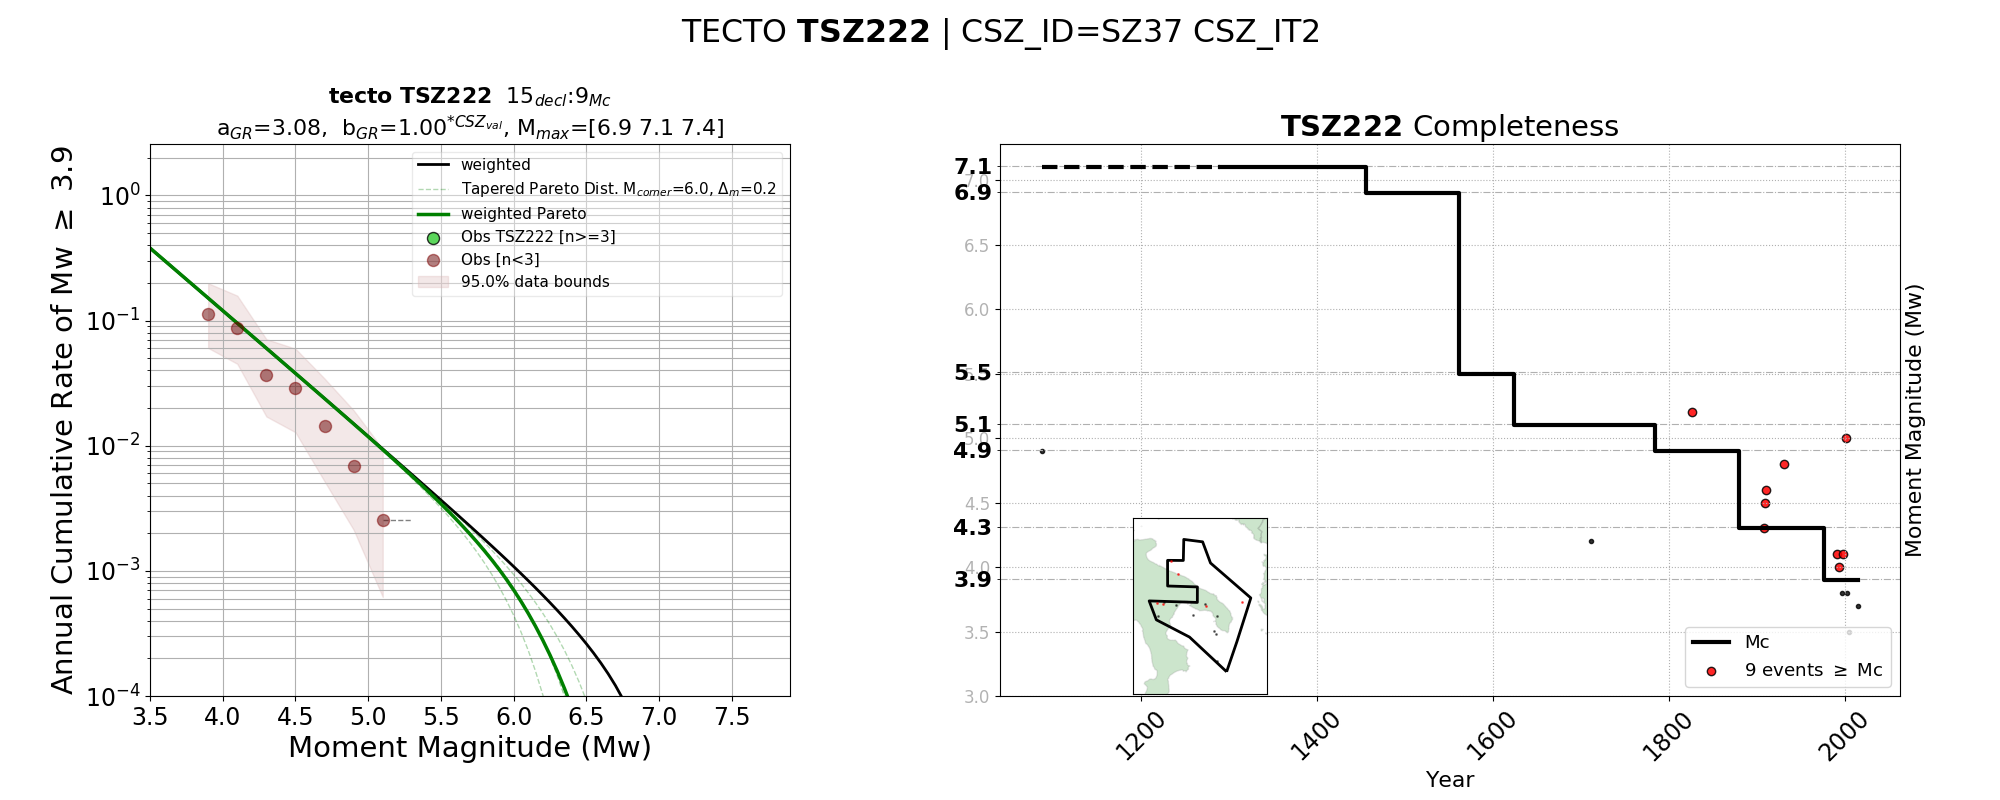 TECTO TSZ222 | CSZ_ID=SZ37 CSZ_IT2
tecto TSZ222 15decl:9Mc
aGR=3.08, bGR=1.00*CSZval, Mmax=[6.9 7.1 7.4]
Annual Cumulative Rate of Mw ≥ 3.9
10^0
10^−1
10^−2
10^−3
10^−4
weighted
Tapered Pareto Dist. Mcorner=6.0, Δm=0.2
weighted Pareto
Obs TSZ222 [n>=3]
Obs [n<3]
95.0% data bounds
3.5 4.0 4.5 5.0 5.5 6.0 6.5 7.0 7.5
Moment Magnitude (Mw)
TSZ222 Completeness
7.1
7.0
6.9
6.5
6.0
5.5
5.1
5.0
4.9
4.5
4.3
4.0
3.9
3.5
3.0
Moment Magnitude (Mw)
Mc
9 events ≥ Mc
1200 1400 1600 1800 2000
Year